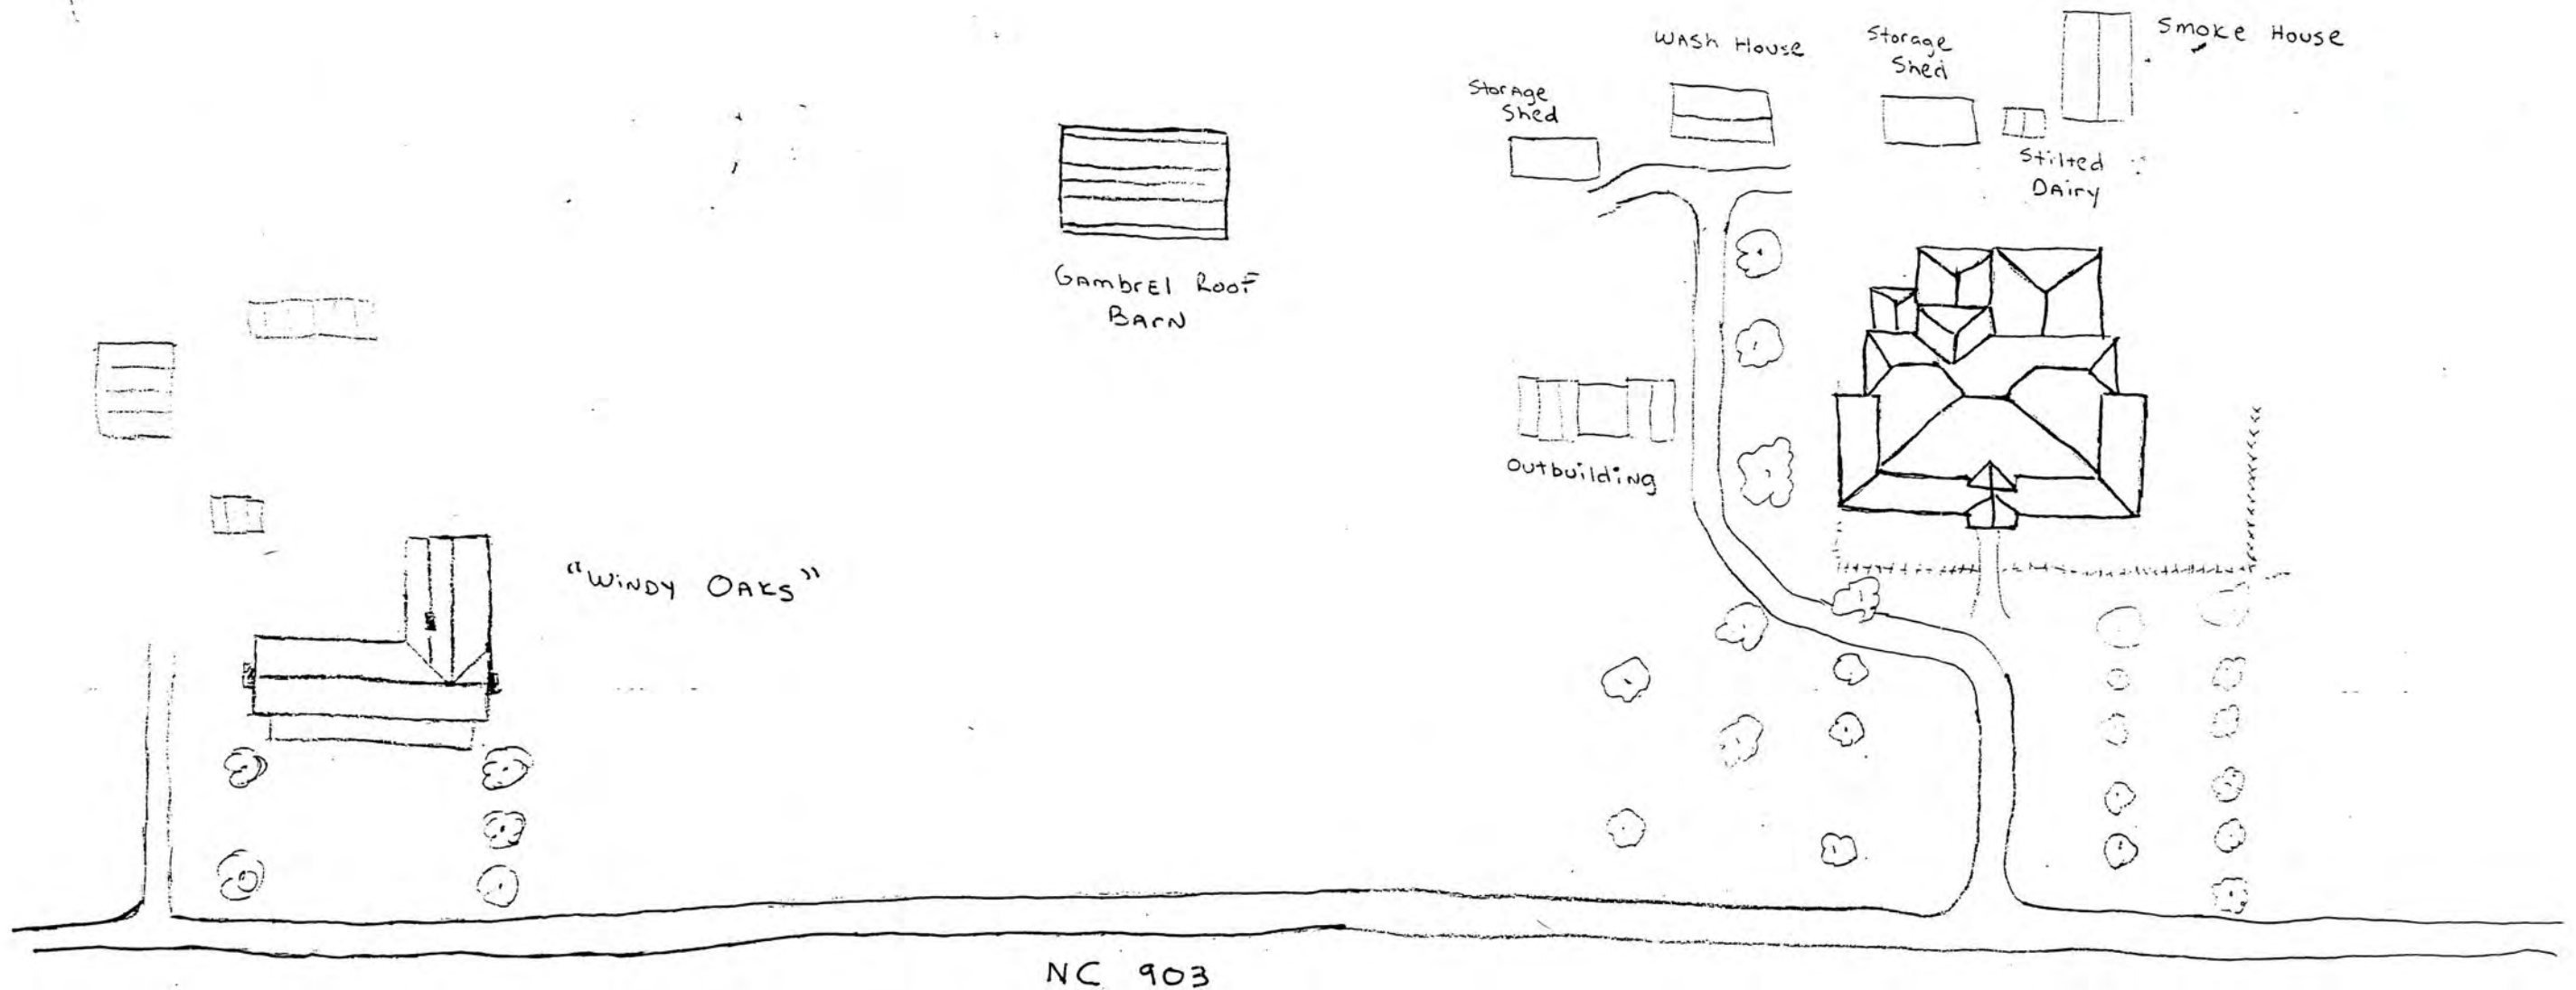 Smoke House
Wash House
Storage
Shed
Storage
Shed
Stilted
Dairy
Gambrel Roof
Barn
Outbuilding
"Windy Oaks"
NC 903